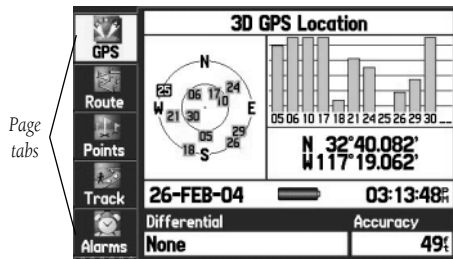 Page
tabs
GPS
Route
Points
Track
Alarms
3D GPS Location
N
25
06
17
10
24
W
21
30
E
05
29
26
18
S
05 06 10 17 18 21 24 25 26 29 30 __
N 32°40.082'
W117°19.062'
26-FEB-04
03:13:48PM
Differential
Accuracy
None
49ft